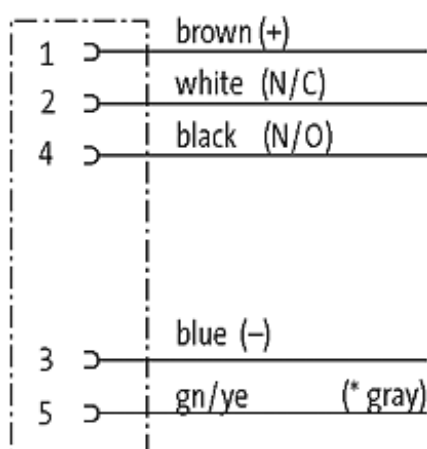 1 brown (+)
2 white (N/C)
4 black (N/O)
3 blue (–)
5 gn/ye (* gray)